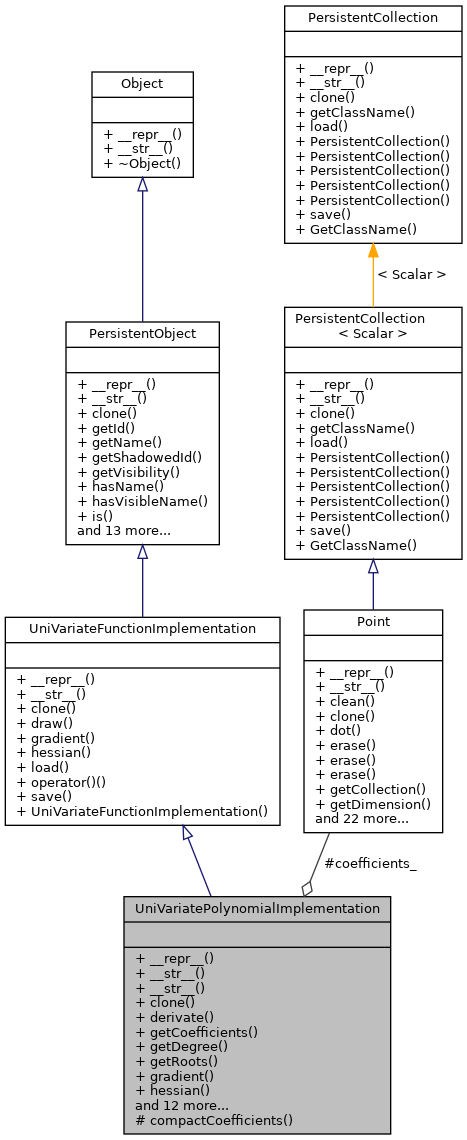 PersistentCollection
+ __repr__()
+ __str__()
+ clone()
+ getClassName()
+ load()
+ PersistentCollection()
+ PersistentCollection()
+ PersistentCollection()
+ PersistentCollection()
+ PersistentCollection()
+ save()
+ GetClassName()
Object
+ __repr__()
+ __str__()
+ ~Object()
< Scalar >
PersistentObject
+ __repr__()
+ __str__()
+ clone()
+ getId()
+ getName()
+ getShadowedId()
+ getVisibility()
+ hasName()
+ hasVisibleName()
+ is()
and 13 more...
PersistentCollection
< Scalar >
+ __repr__()
+ __str__()
+ clone()
+ getClassName()
+ load()
+ PersistentCollection()
+ PersistentCollection()
+ PersistentCollection()
+ PersistentCollection()
+ PersistentCollection()
+ save()
+ GetClassName()
UniVariateFunctionImplementation
+ __repr__()
+ __str__()
+ clone()
+ draw()
+ gradient()
+ hessian()
+ load()
+ operator()()
+ save()
+ UniVariateFunctionImplementation()
Point
+ __repr__()
+ __str__()
+ clean()
+ clone()
+ dot()
+ erase()
+ erase()
+ erase()
+ getCollection()
+ getDimension()
and 22 more...
#coefficients_
UniVariatePolynomialImplementation
+ __repr__()
+ __str__()
+ __str__()
+ clone()
+ derivate()
+ getCoefficients()
+ getDegree()
+ getRoots()
+ gradient()
+ hessian()
and 12 more...
# compactCoefficients()